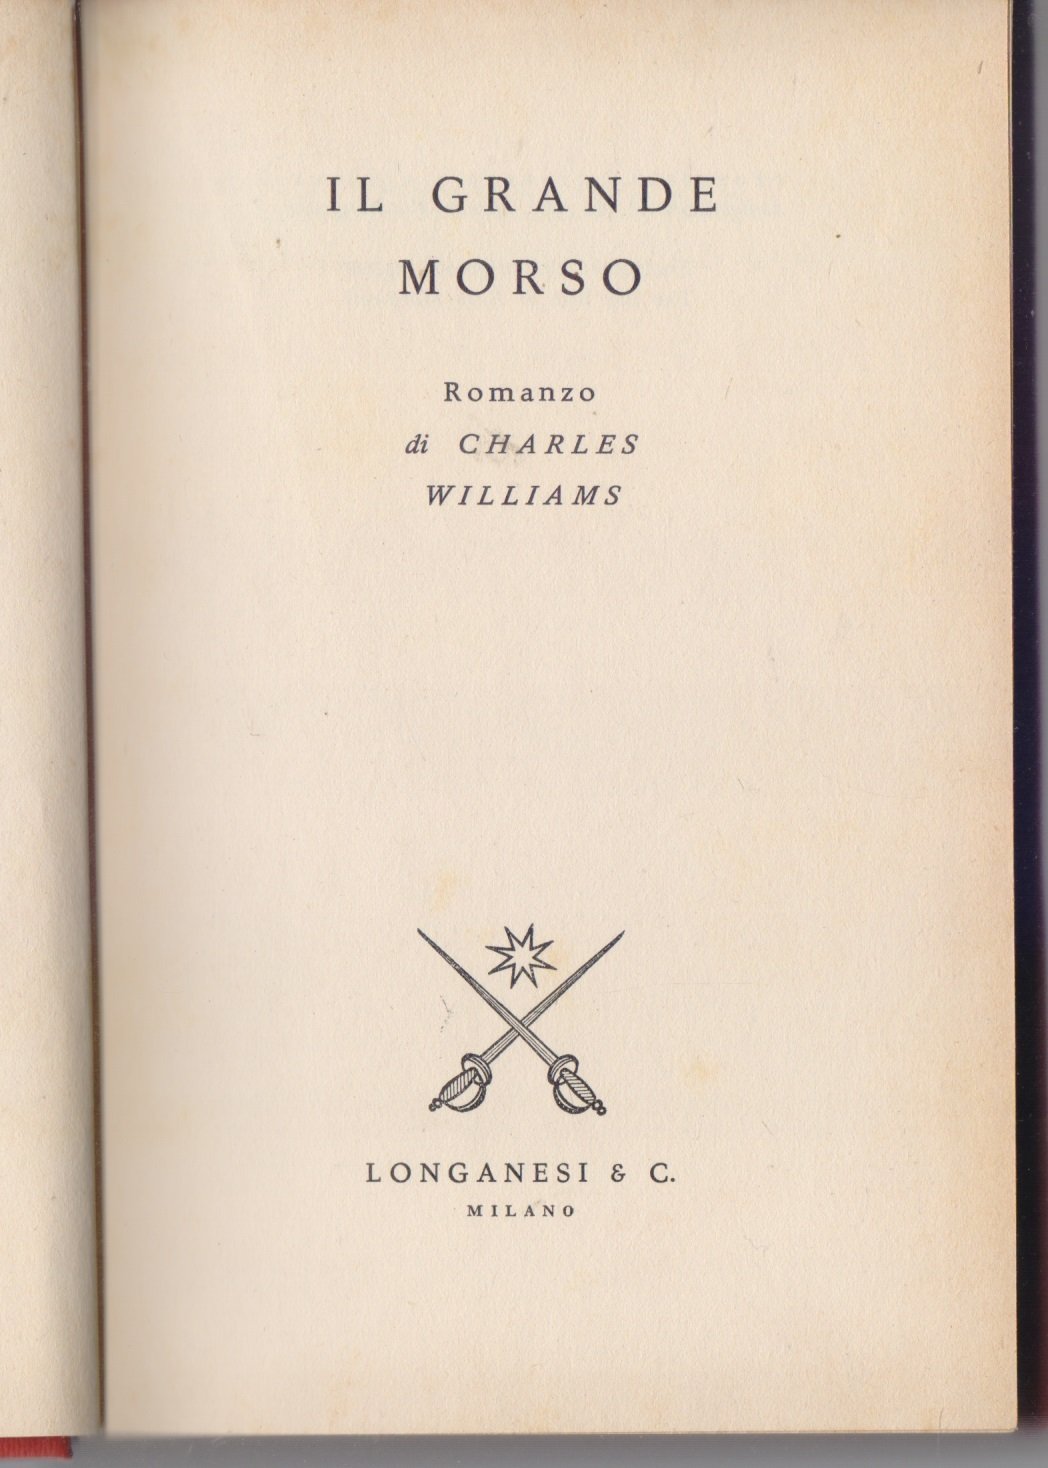 IL GRANDE
MORSO
Romanzo
di CHARLES
WILLIAMS
LONGANESI & C.
MILANO